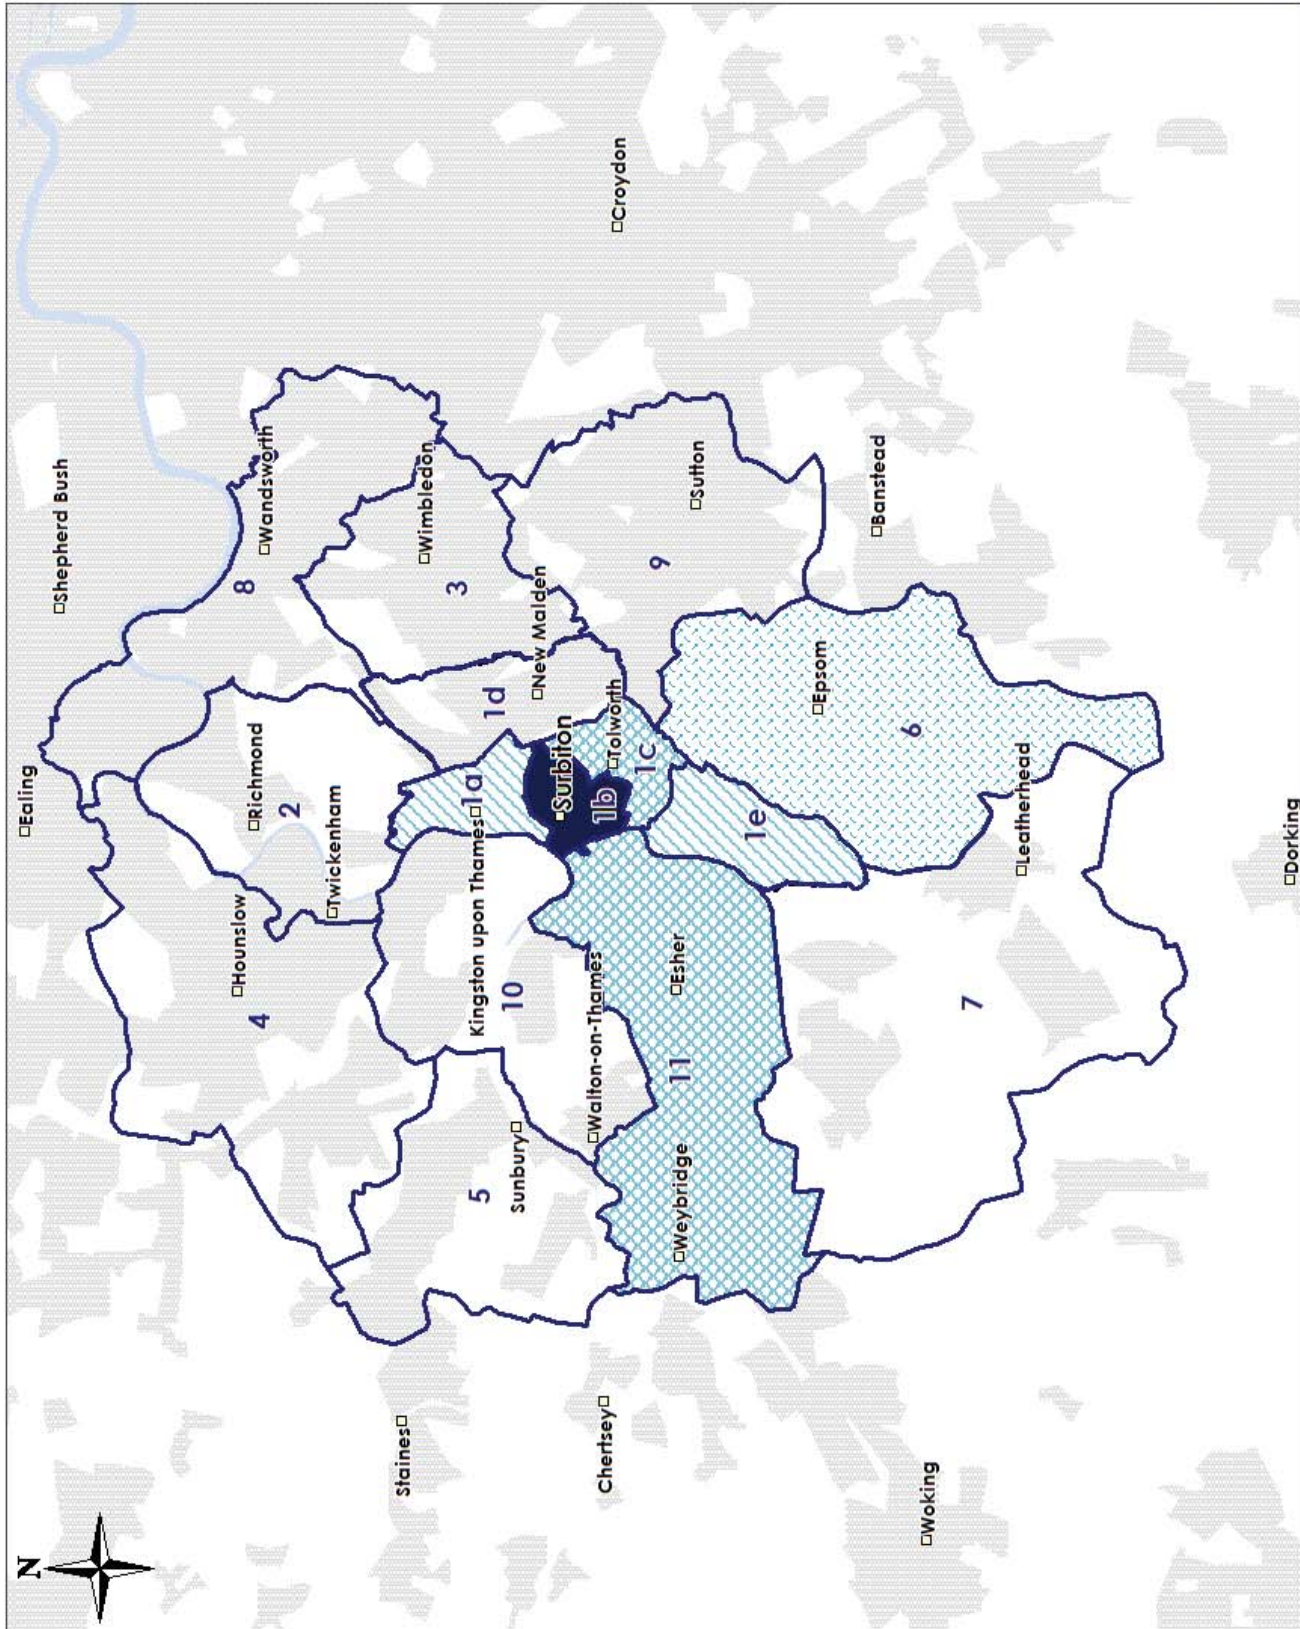 N
Ealing
Shepherd Bush
Hounslow
4
Richmond
2
Twickenham
Wandsworth
8
Wimbledon
3
Staines
Kingston upon Thames
1a
1d
New Malden
5
Sunbury
10
Surbiton
1b
Tolworth
1c
Croydon
Chertsey
Walton-on-Thames
9
Sutton
Weybridge
11
Esher
1e
Epsom
6
Banstead
Woking
7
Leatherhead
Dorking